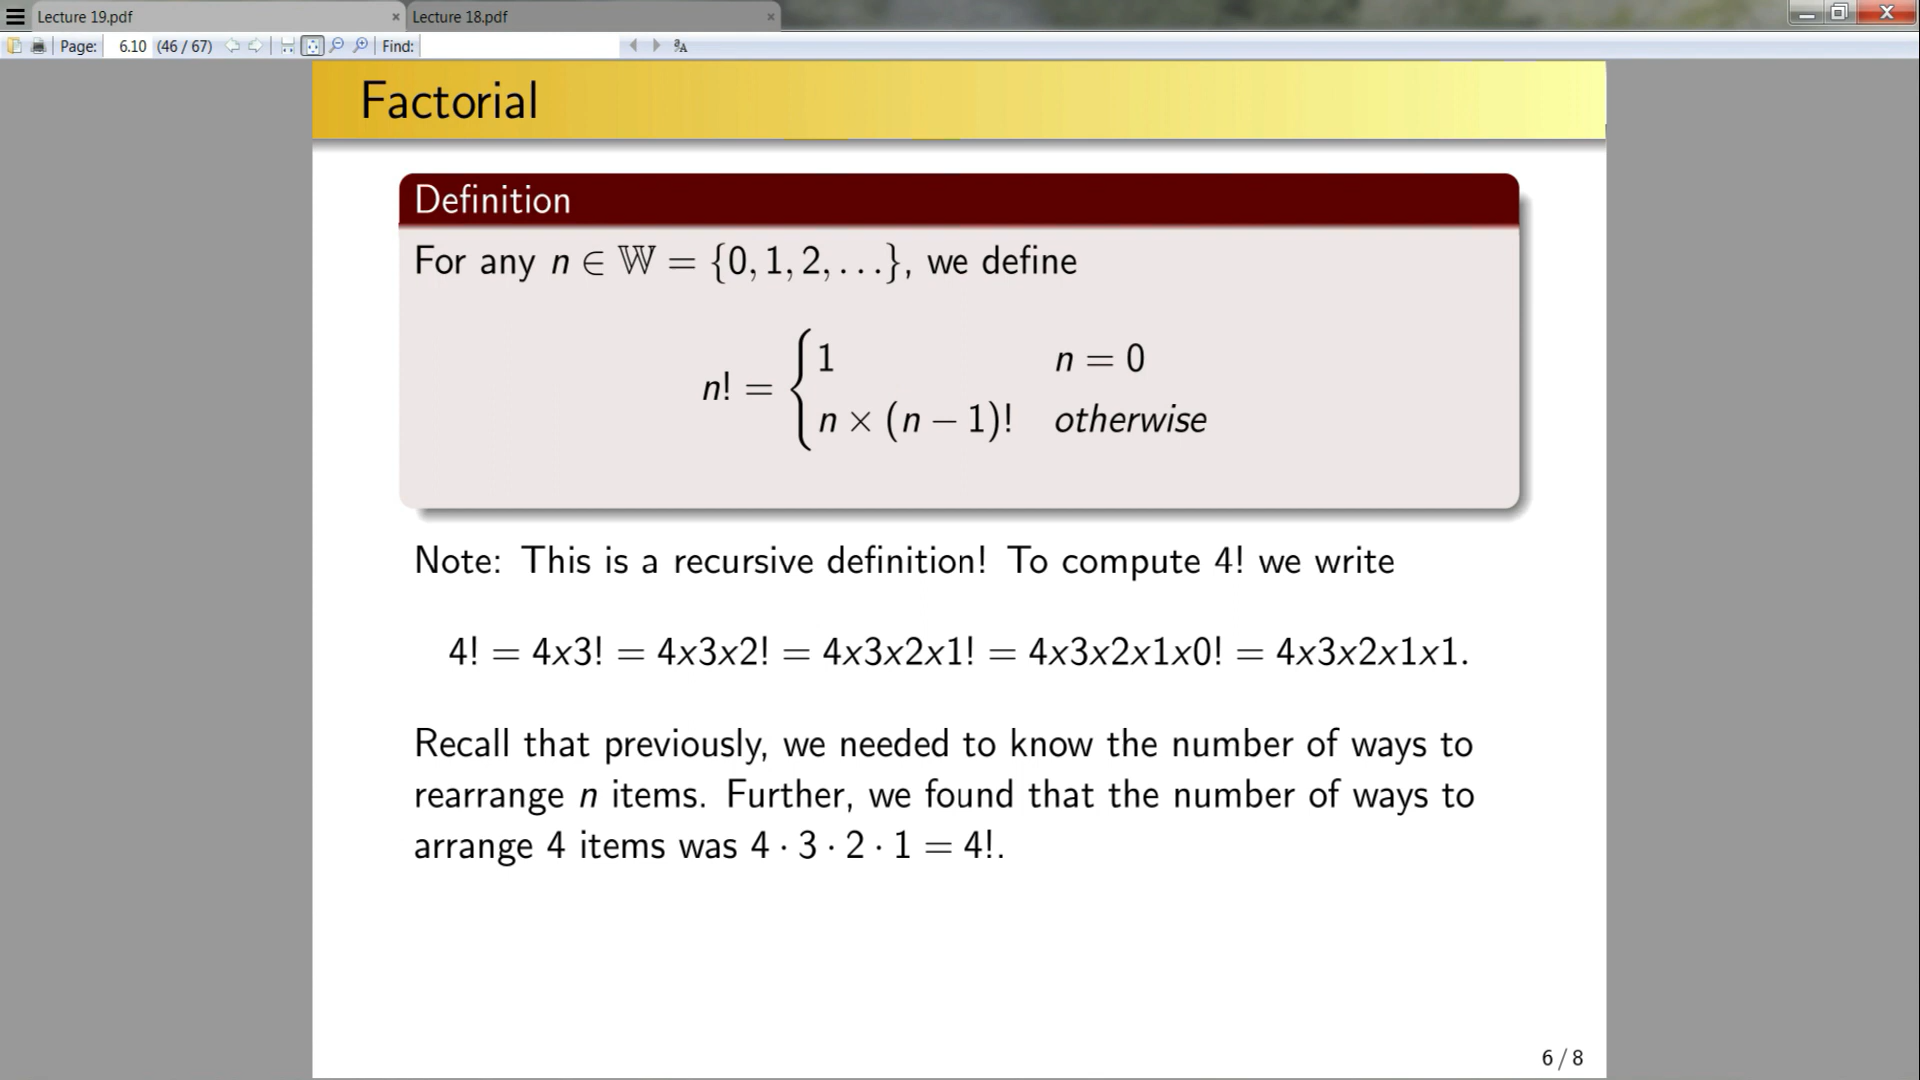 Lecture 19.pdf × Lecture 18.pdf ×
Page: 6.10 (46 / 67) Find:
Factorial
Definition
For any n ∈ 𝕎 = {0, 1, 2, . . .}, we define
n! = { 1 n = 0
n × (n − 1)! otherwise
Note: This is a recursive definition! To compute 4! we write
4! = 4x3! = 4x3x2! = 4x3x2x1! = 4x3x2x1x0! = 4x3x2x1x1.
Recall that previously, we needed to know the number of ways to
rearrange n items. Further, we found that the number of ways to
arrange 4 items was 4 · 3 · 2 · 1 = 4!.
6 / 8